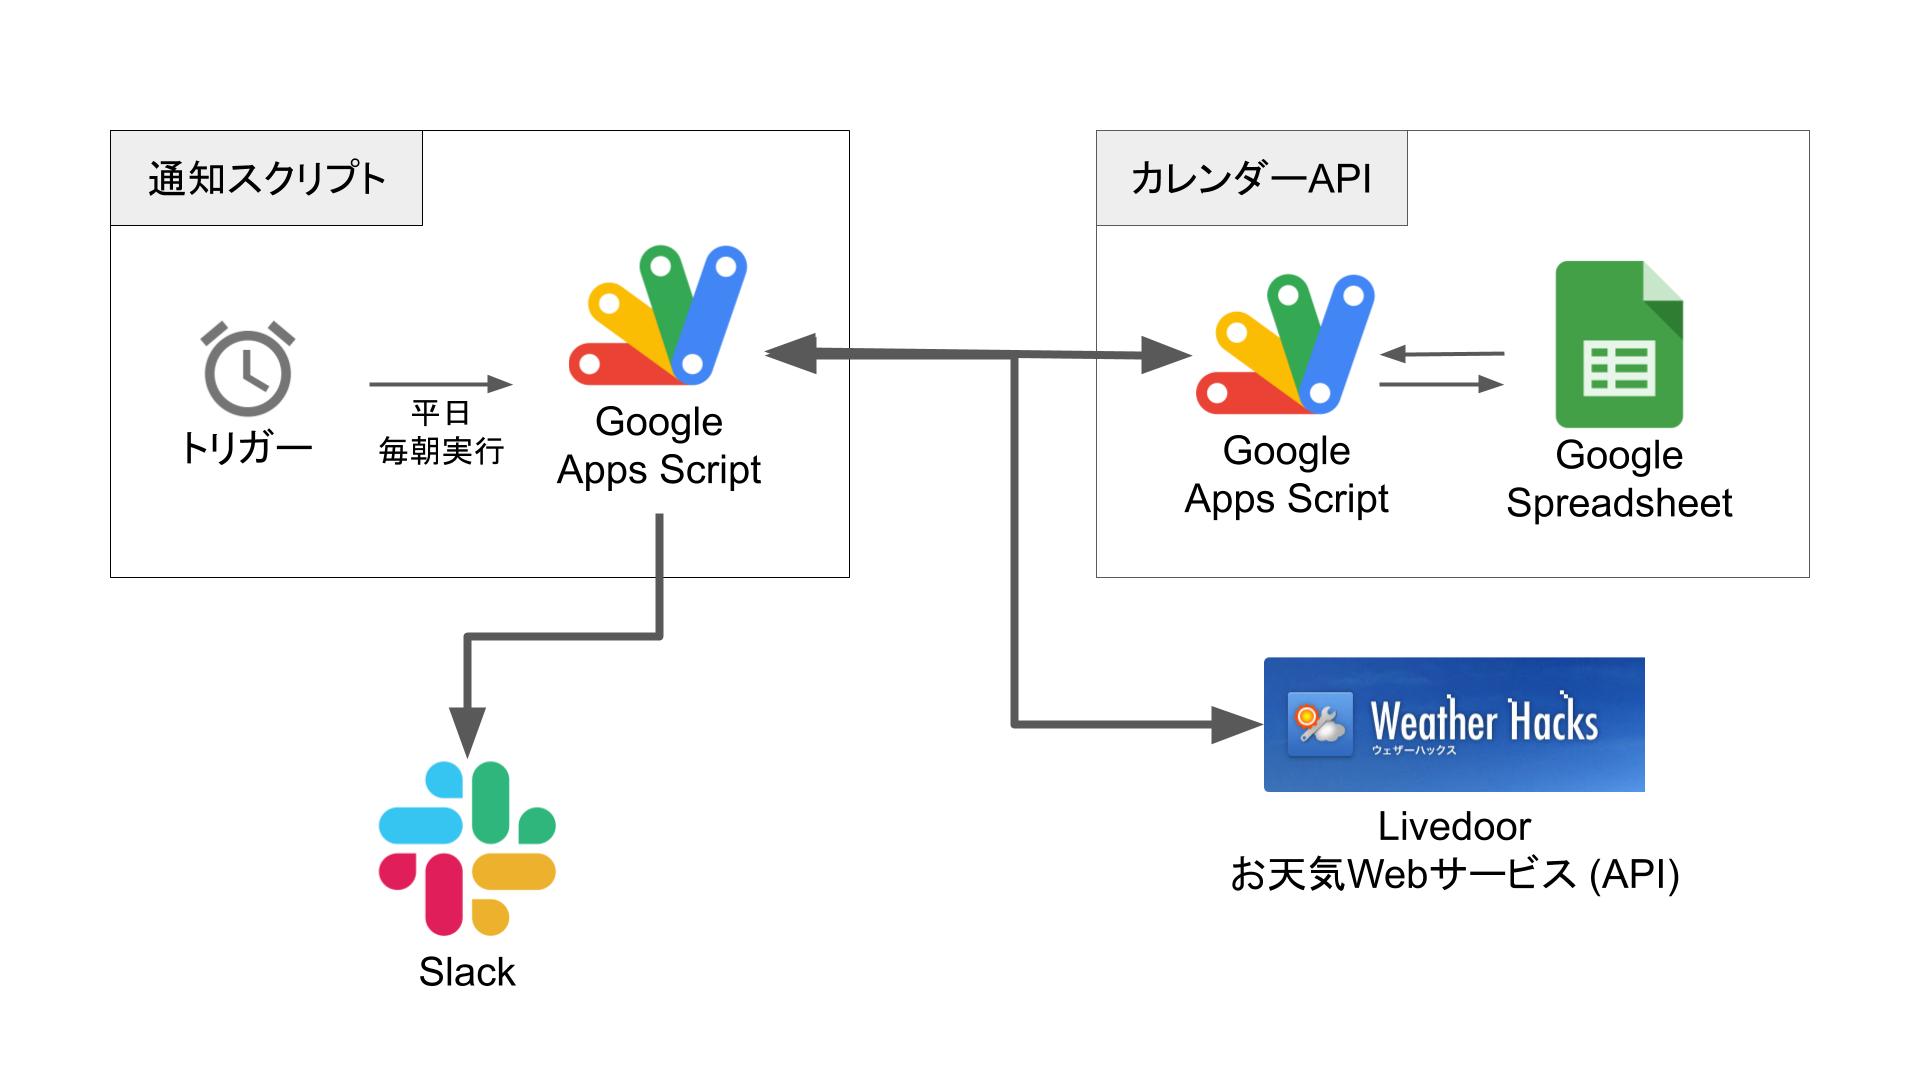 通知スクリプト
トリガー
平日
毎朝実行
Google
Apps Script
カレンダーAPI
Google
Apps Script
Google
Spreadsheet
Slack
Weather Hacks
ウェザーハックス
Livedoor
お天気Webサービス (API)